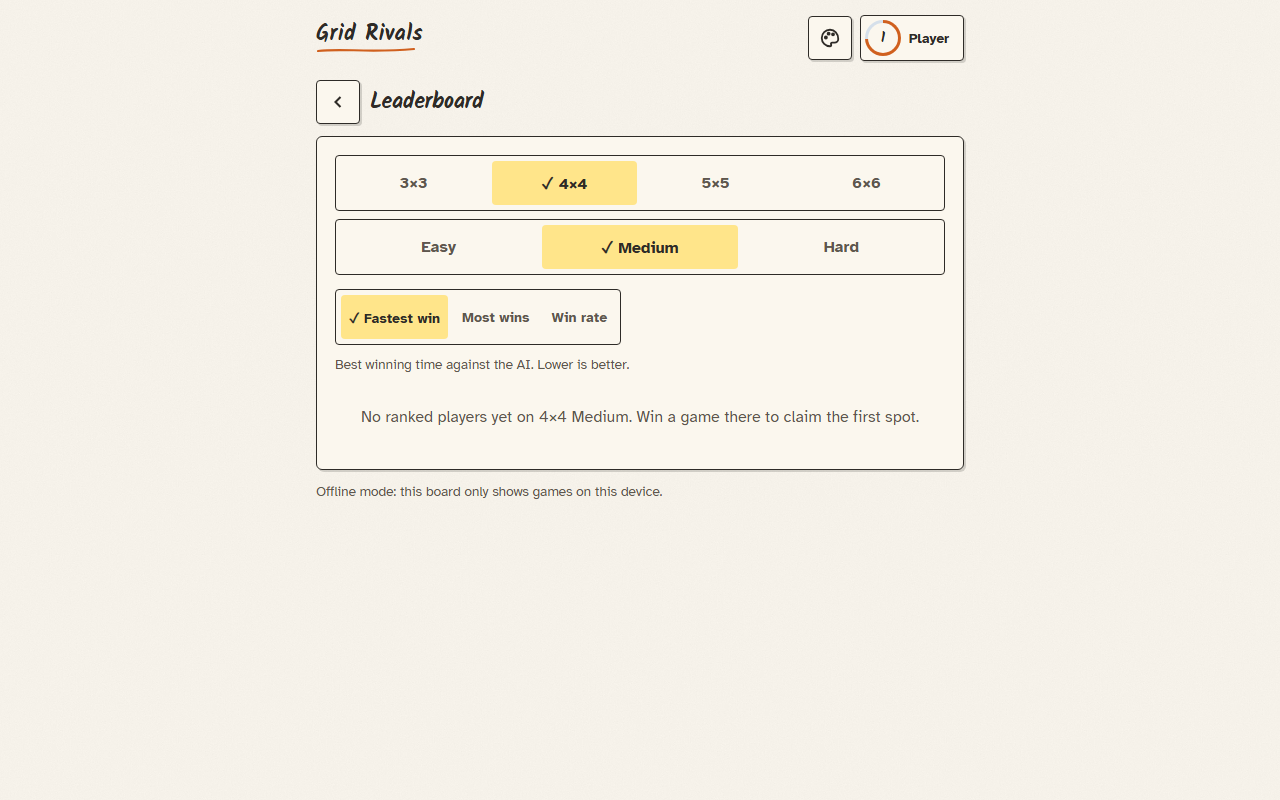 Grid Rivals
1
Player
Leaderboard
3×3 ✓ 4×4 5×5 6×6
Easy ✓ Medium Hard
✓ Fastest win Most wins Win rate
Best winning time against the AI. Lower is better.
No ranked players yet on 4×4 Medium. Win a game there to claim the first spot.
Offline mode: this board only shows games on this device.